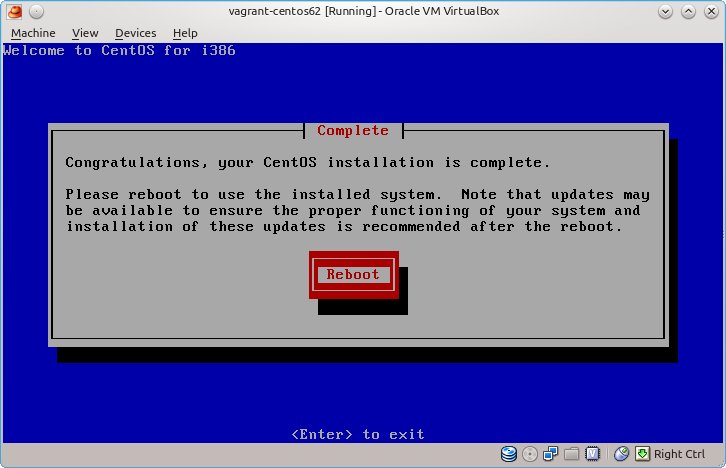 vagrant-centos62 [Running] - Oracle VM VirtualBox
Machine View Devices Help
Welcome to CentOS for i386
Complete
Congratulations, your CentOS installation is complete.
Please reboot to use the installed system.  Note that updates may
be available to ensure the proper functioning of your system and
installation of these updates is recommended after the reboot.
Reboot
<Enter> to exit
Right Ctrl